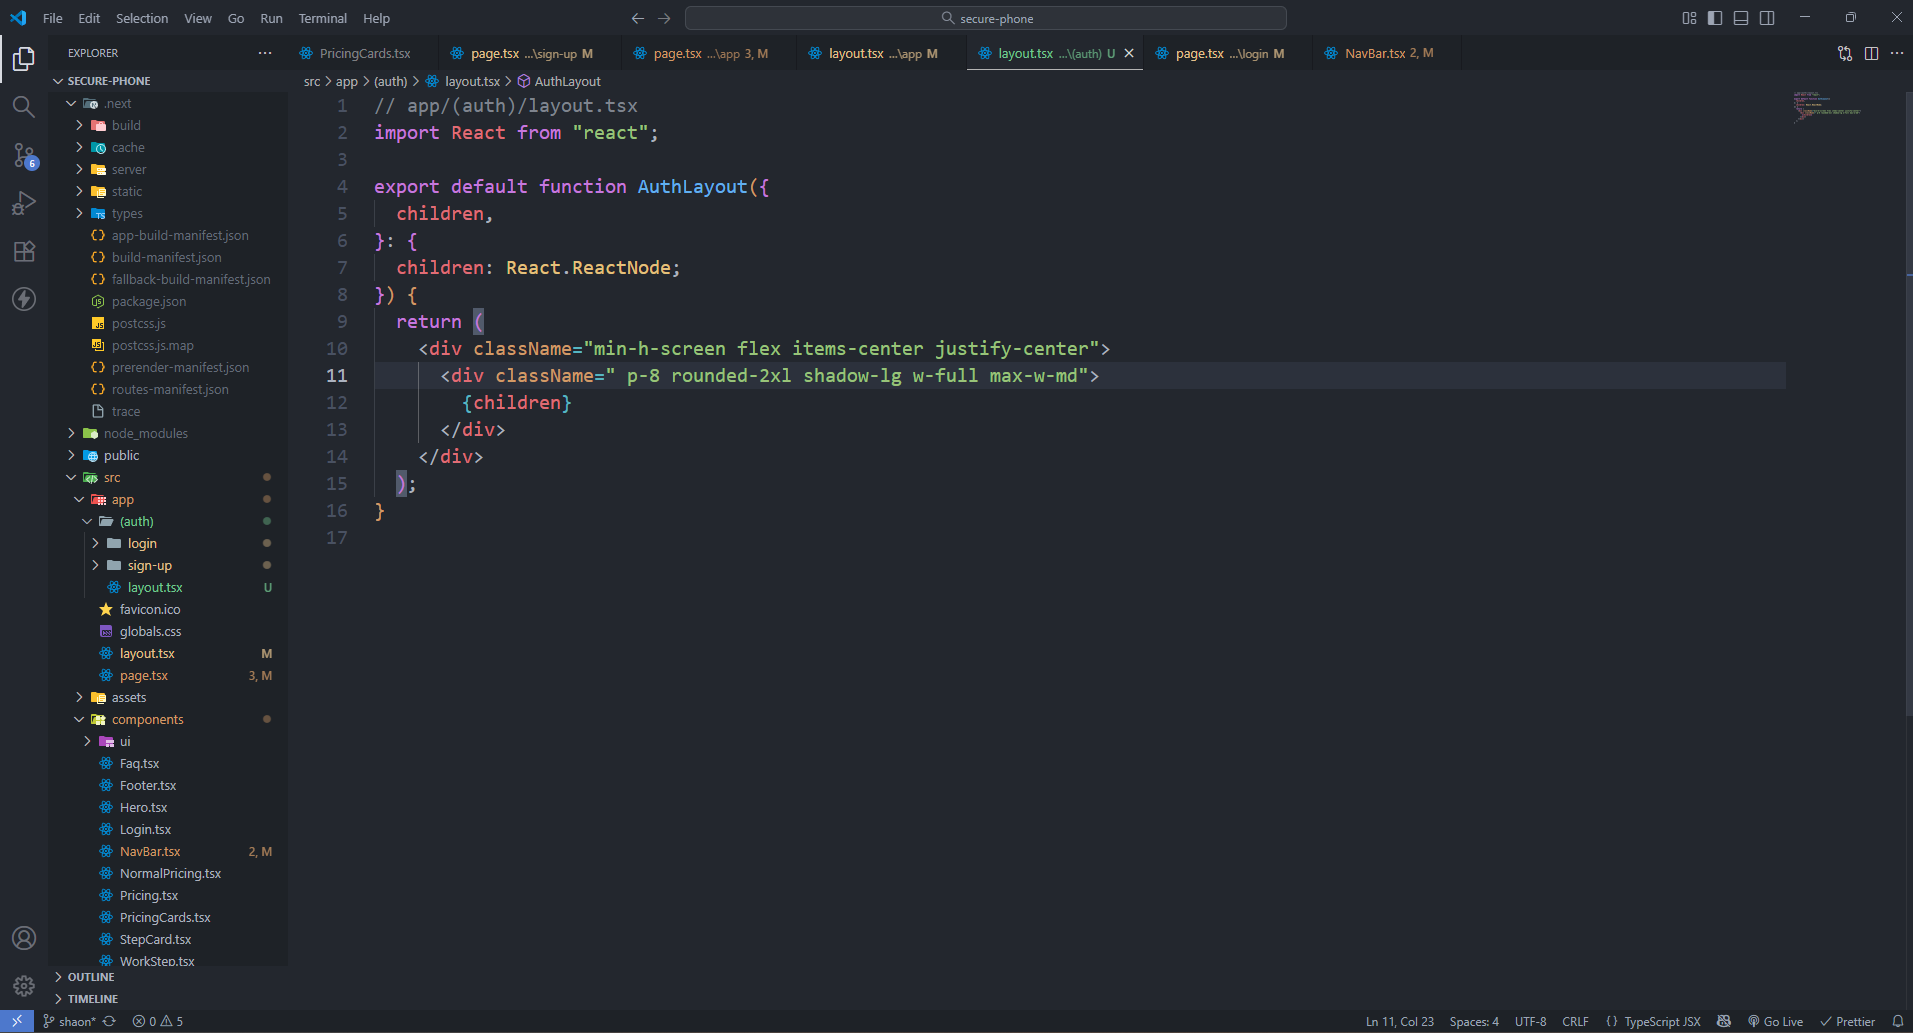 File Edit Selection View Go Run Terminal Help
secure-phone
EXPLORER
PricingCards.tsx
page.tsx ...\sign-up M
page.tsx ...\app 3, M
layout.tsx ...\app M
layout.tsx ...\(auth) U
page.tsx ...\login M
NavBar.tsx 2, M
SECURE-PHONE
.next
build
cache
server
static
types
app-build-manifest.json
build-manifest.json
fallback-build-manifest.json
package.json
postcss.js
postcss.js.map
prerender-manifest.json
routes-manifest.json
trace
node_modules
public
src
app
(auth)
login
sign-up
layout.tsx U
favicon.ico
globals.css
layout.tsx M
page.tsx 3, M
assets
components
ui
Faq.tsx
Footer.tsx
Hero.tsx
Login.tsx
NavBar.tsx 2, M
NormalPricing.tsx
Pricing.tsx
PricingCards.tsx
StepCard.tsx
WorkStep.tsx
OUTLINE
TIMELINE
src > app > (auth) > layout.tsx > AuthLayout
1 // app/(auth)/layout.tsx
2 import React from "react";
3
4 export default function AuthLayout({
5 children,
6 }: {
7 children: React.ReactNode;
8 }) {
9 return (
10 <div className="min-h-screen flex items-center justify-center">
11 <div className=" p-8 rounded-2xl shadow-lg w-full max-w-md">
12 {children}
13 </div>
14 </div>
15 );
16 }
17
6
shaon* 0 5
Ln 11, Col 23 Spaces: 4 UTF-8 CRLF {} TypeScript JSX Go Live Prettier